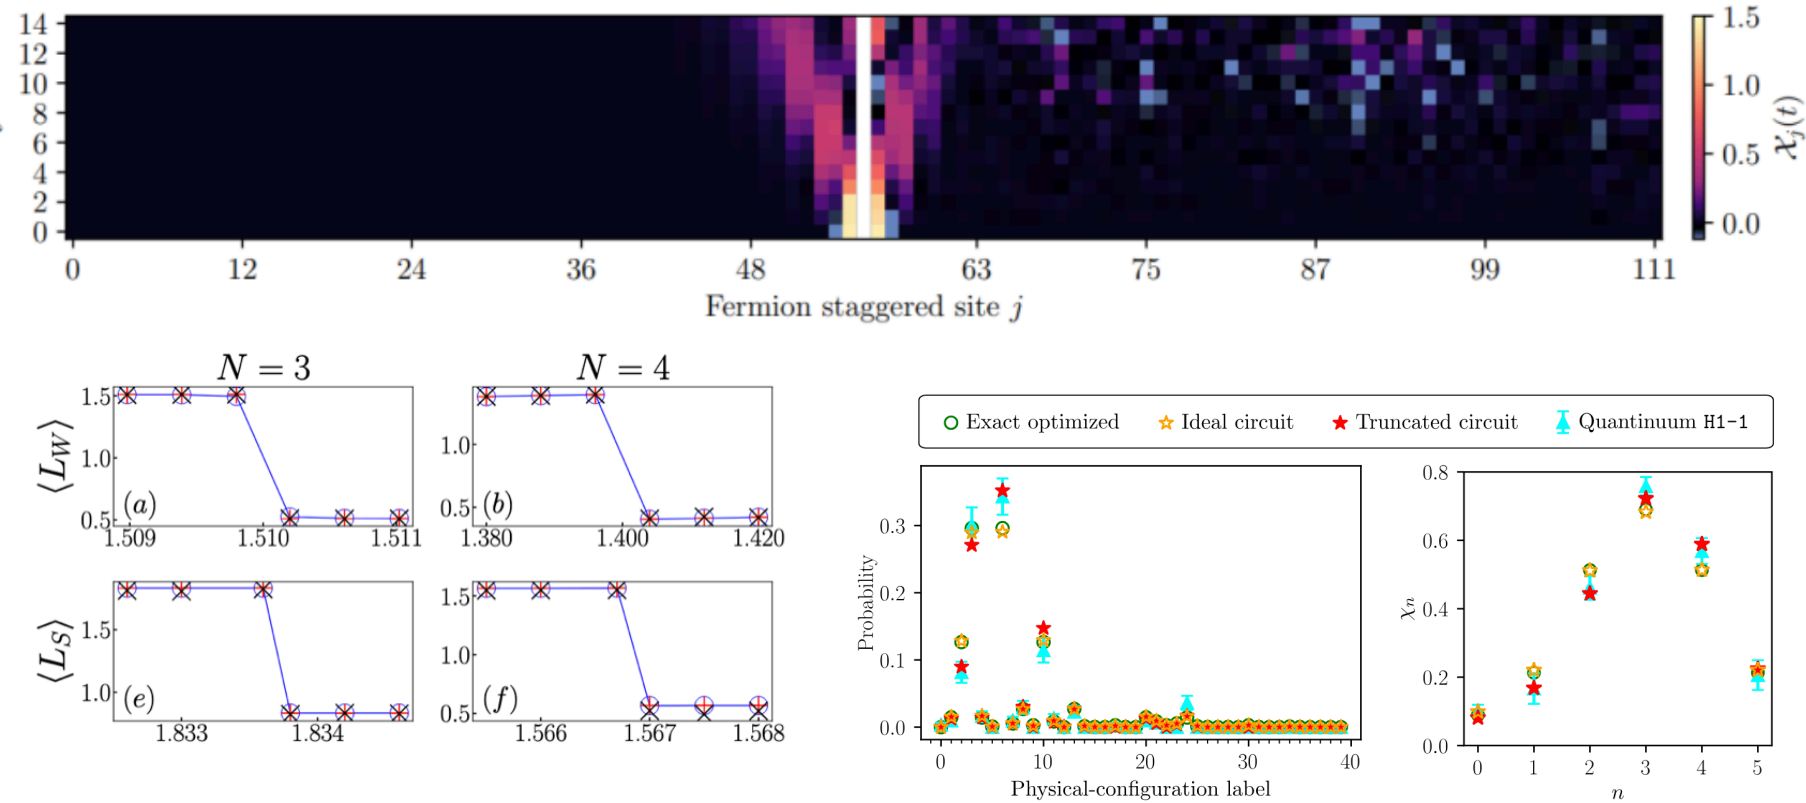 14
12
10
8
6
4
2
0
0 12 24 36 48 63 75 87 99 111
Fermion staggered site j
1.5
1.0
0.5
0.0
𝒳j(t)
N = 3
N = 4
⟨L_W⟩
1.5
1.0
0.5
(a)
1.509 1.510 1.511
1.0
0.5
(b)
1.380 1.400 1.420
⟨L_S⟩
1.5
1.0
(e)
1.833 1.834
1.5
1.0
0.5
(f)
1.566 1.567 1.568
Exact optimized Ideal circuit Truncated circuit Quantinuum H1-1
Probability
0.3
0.2
0.1
0.0
0 10 20 30 40
Physical-configuration label
χn
0.8
0.6
0.4
0.2
0.0
0 1 2 3 4 5
n